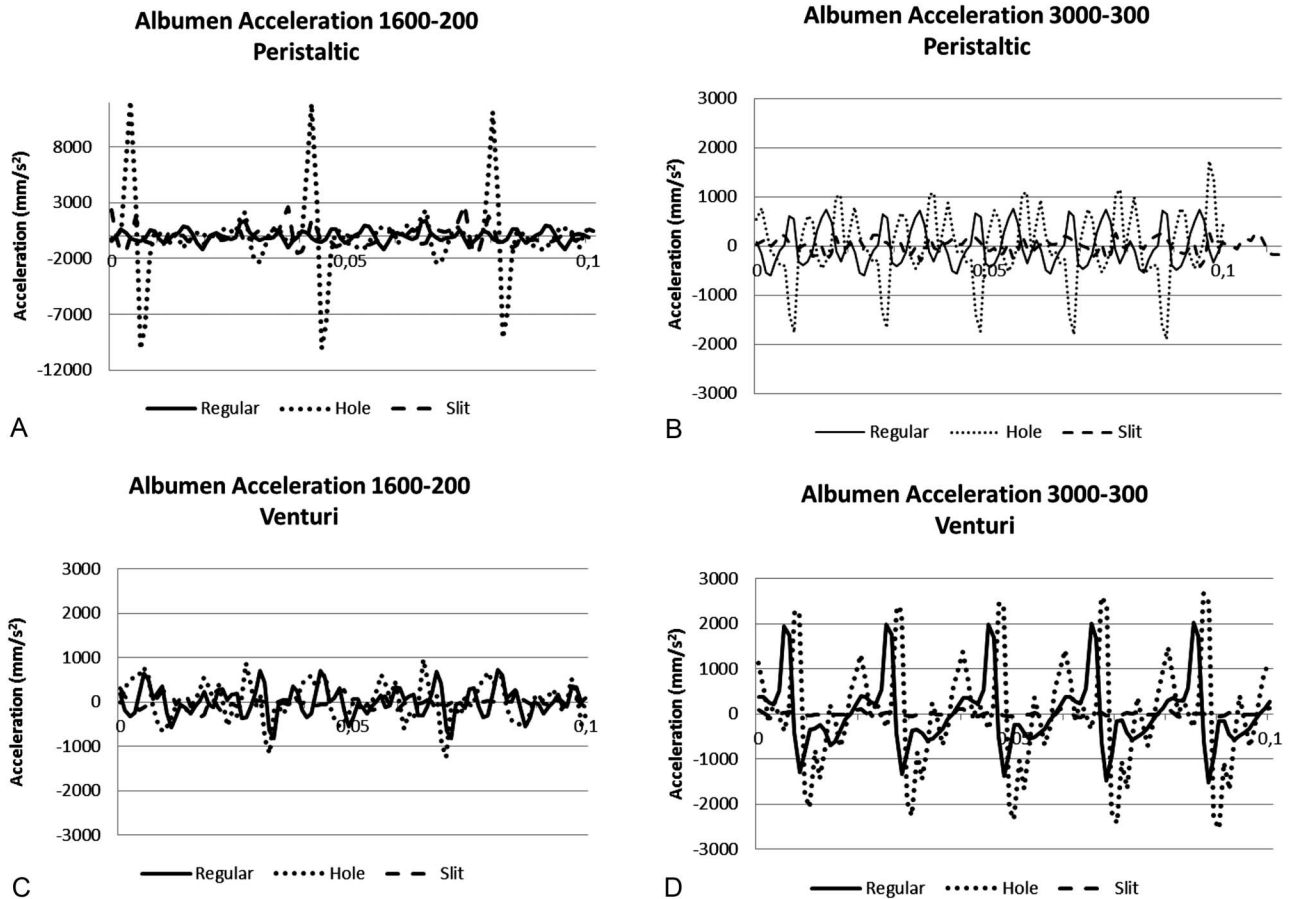 Albumen Acceleration 1600-200
Peristaltic
Acceleration (mm/s²)
8000
3000
-2000
-7000
-12000
0
0,05
0,1
Regular Hole Slit
A
Albumen Acceleration 3000-300
Peristaltic
Acceleration (mm/s²)
3000
2000
1000
0
-1000
-2000
-3000
0
0,05
0,1
Regular Hole Slit
B
Albumen Acceleration 1600-200
Venturi
Acceleration (mm/s²)
3000
2000
1000
0
-1000
-2000
-3000
0
0,05
0,1
Regular Hole Slit
C
Albumen Acceleration 3000-300
Venturi
Acceleration (mm/s²)
3000
2000
1000
0
-1000
-2000
-3000
0
0,05
0,1
Regular Hole Slit
D